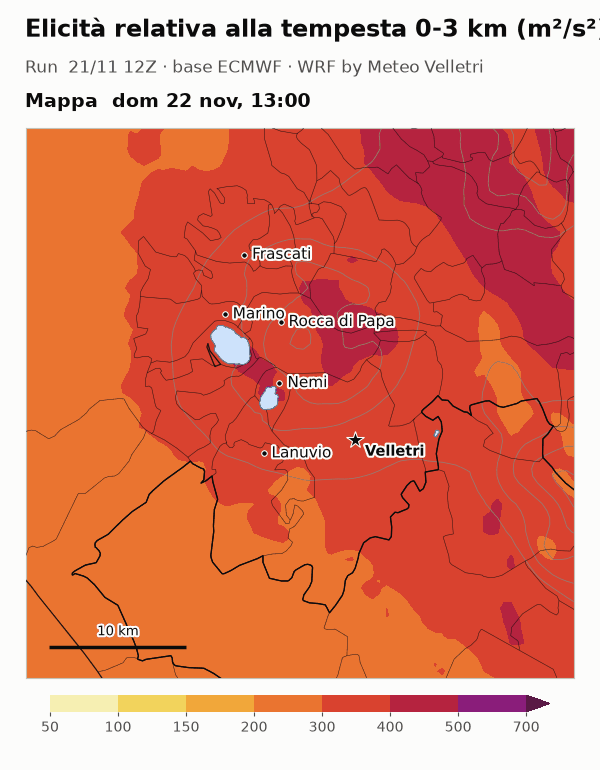 Elicità relativa alla tempesta 0-3 km (m²/s²)
Run 21/11 12Z · base ECMWF · WRF by Meteo Velletri
Mappa dom 22 nov, 13:00
Frascati
Marino
Rocca di Papa
Nemi
Lanuvio
Velletri
10 km
50 100 150 200 300 400 500 700